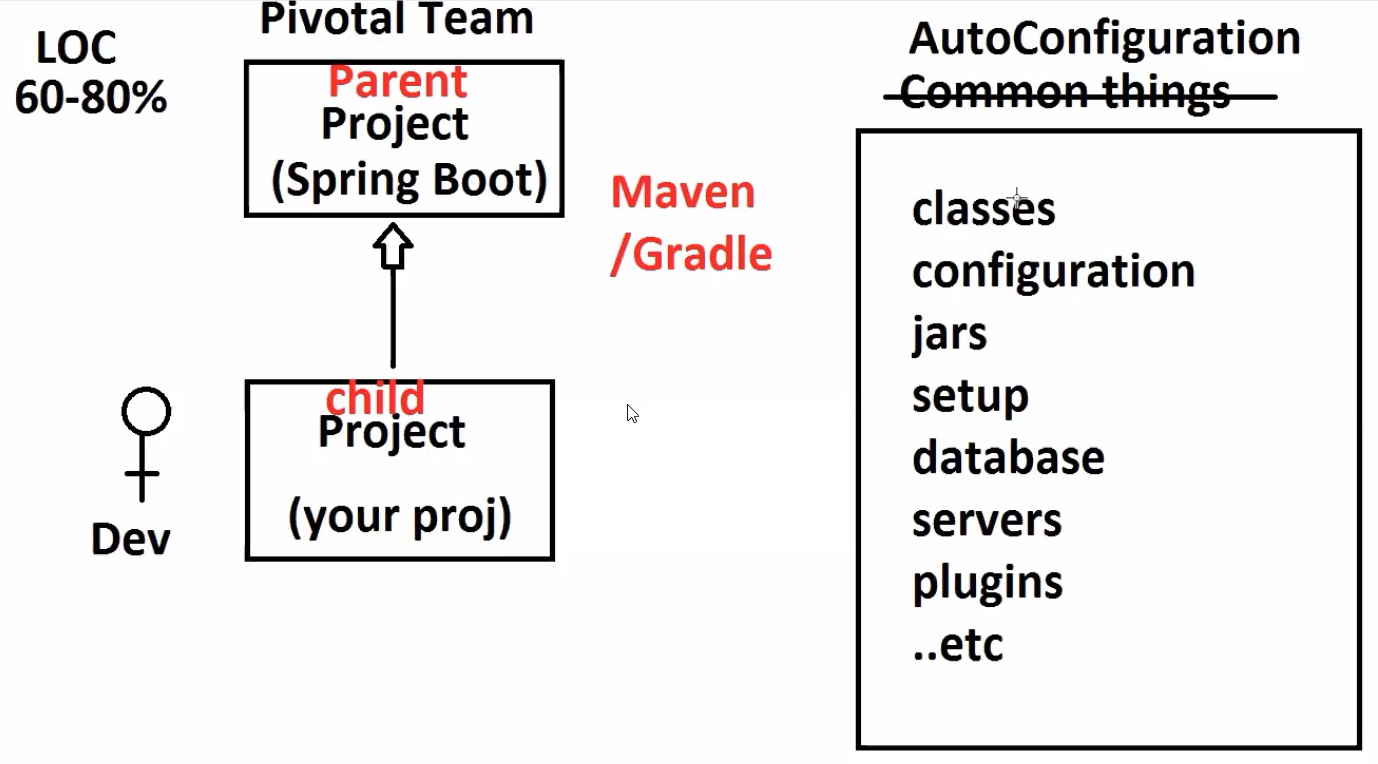 LOC
60-80%
Pivotal Team
Parent
Project
(Spring Boot)
Maven
/Gradle
child
Project
(your proj)
Dev
AutoConfiguration
Common things
classes
configuration
jars
setup
database
servers
plugins
..etc